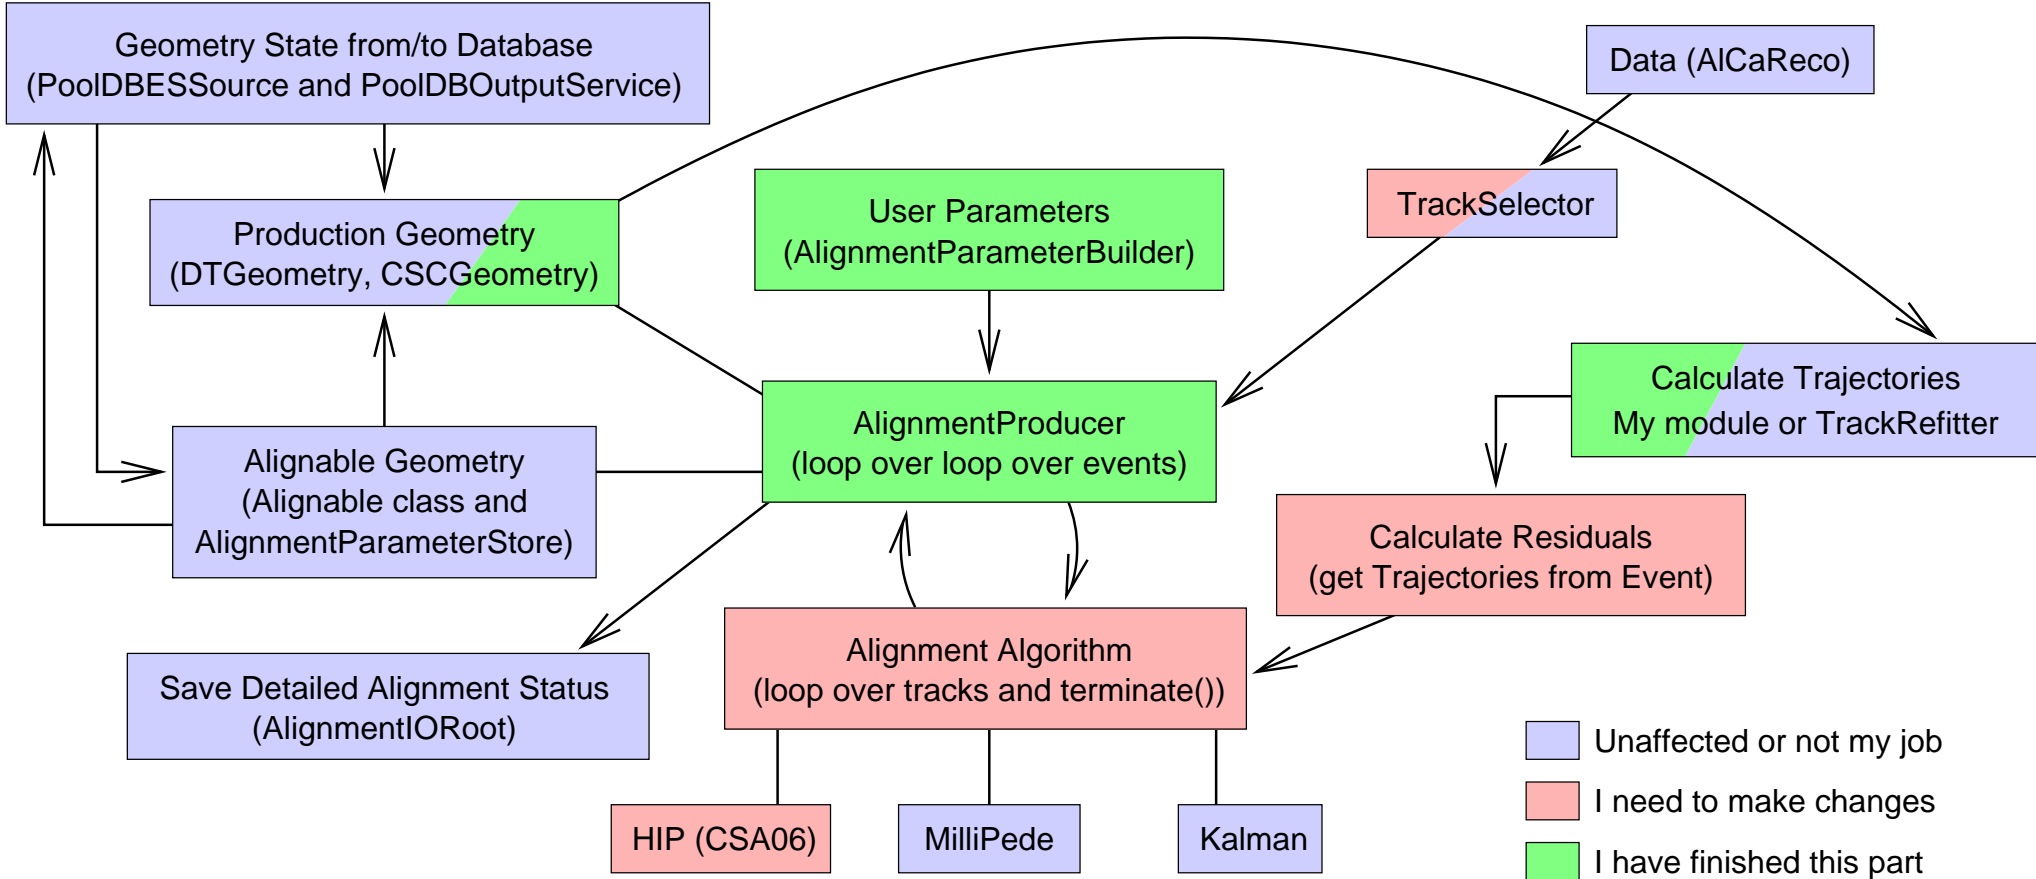 Geometry State from/to Database
(PoolDBESSource and PoolDBOutputService)
Data (AlCaReco)
User Parameters
(AlignmentParameterBuilder)
TrackSelector
Production Geometry
(DTGeometry, CSCGeometry)
Calculate Trajectories
My module or TrackRefitter
AlignmentProducer
(loop over loop over events)
Alignable Geometry
(Alignable class and
AlignmentParameterStore)
Calculate Residuals
(get Trajectories from Event)
Alignment Algorithm
(loop over tracks and terminate())
Save Detailed Alignment Status
(AlignmentIORoot)
HIP (CSA06)
MilliPede
Kalman
Unaffected or not my job
I need to make changes
I have finished this part